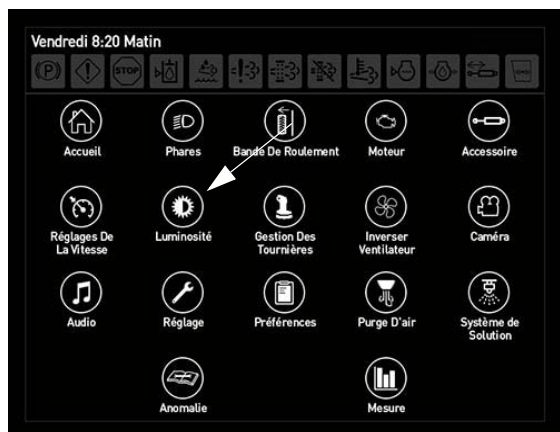 Vendredi 8:20 Matin
STOP
Accueil
Phares
Bande De Roulement
Moteur
Accessoire
Réglages De
La Vitesse
Luminosité
Gestion Des
Tournières
Inverser
Ventilateur
Caméra
Audio
Réglage
Préférences
Purge D'air
Système de
Solution
Anomalie
Mesure